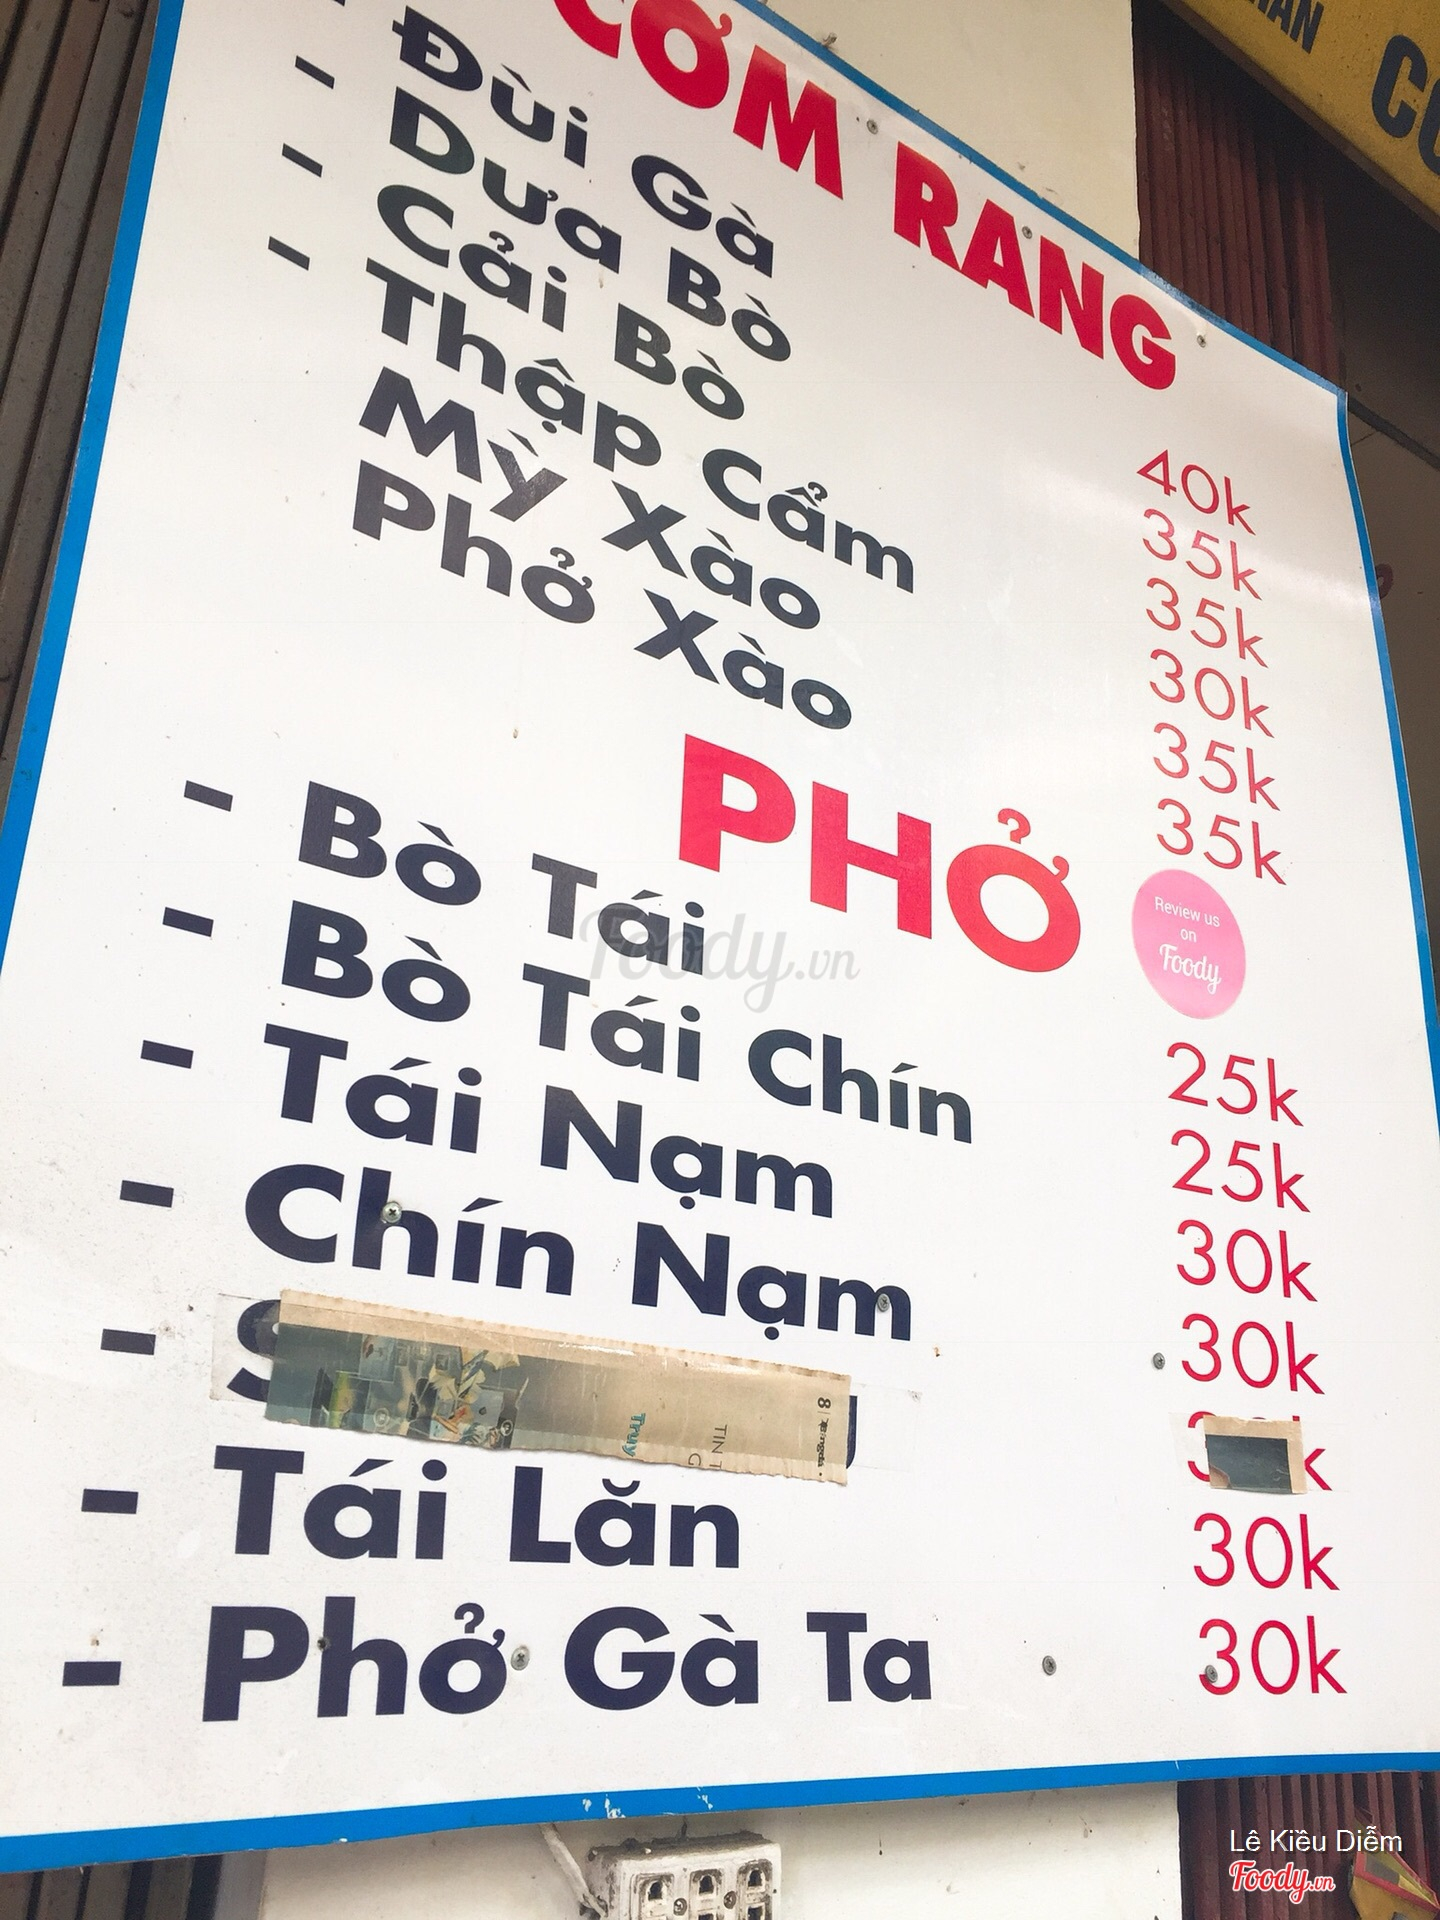 CƠM RANG
- Đùi Gà 40k
- Dưa Bò 35k
- Cải Bò 35k
- Thập Cẩm 30k
Mỳ Xào 35k
Phở Xào 35k
PHỞ
Review us
on
Foody
- Bò Tái 25k
- Bò Tái Chín 25k
- Tái Nạm 30k
- Chín Nạm 30k
- Tái Lăn 30k
- Phở Gà Ta 30k
Foody.vn
Lê Kiều Diễm
Foody.vn